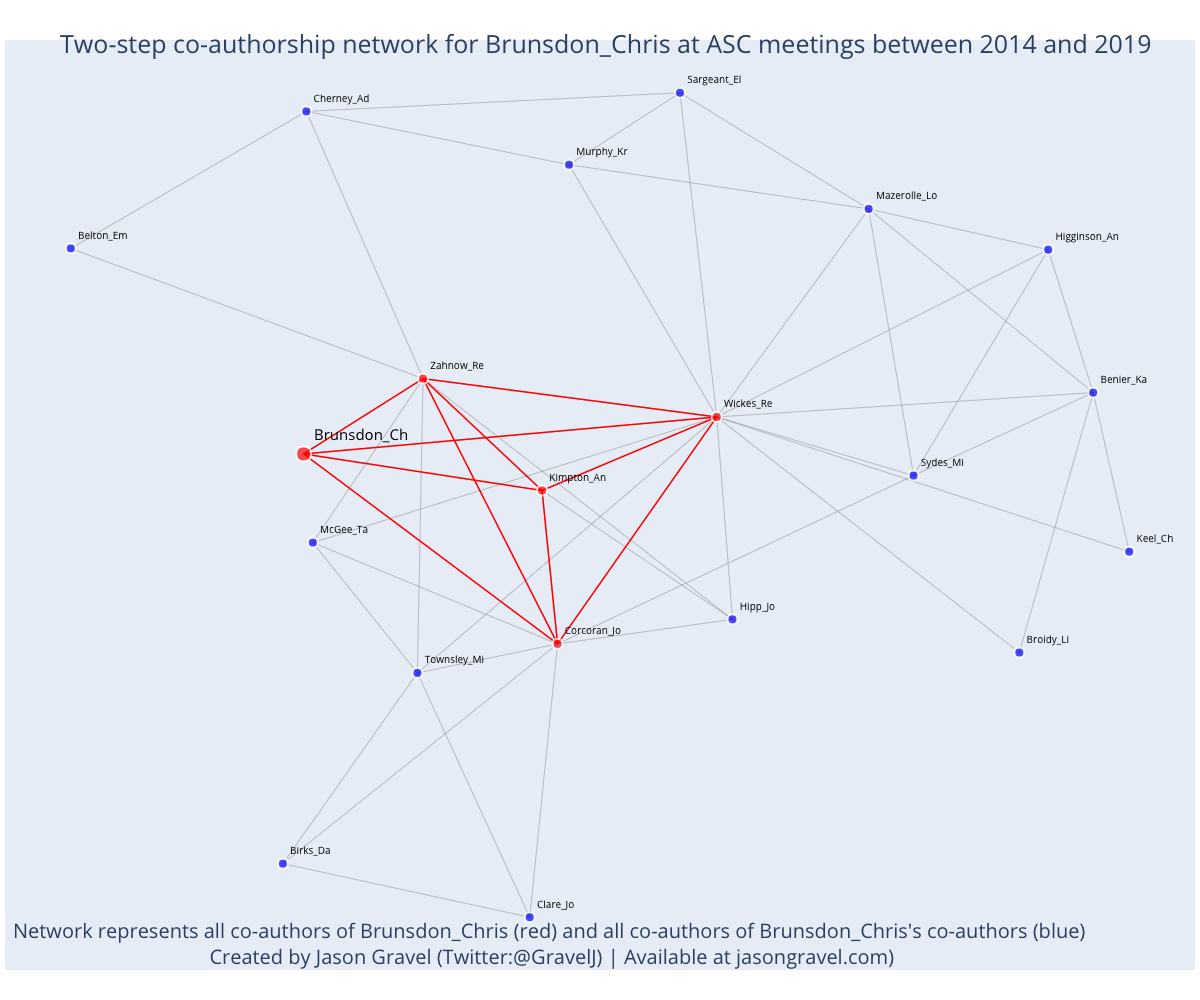 Two-step co-authorship network for Brunsdon_Chris at ASC meetings between 2014 and 2019
Sargeant_El
Cherney_Ad
Murphy_Kr
Mazerolle_Lo
Belton_Em
Higginson_An
Zahnow_Re
Benier_Ka
Wickes_Re
Brunsdon_Ch
Sydes_Mi
Kimpton_An
McGee_Ta
Keel_Ch
Hipp_Jo
Corcoran_Jo
Broidy_Li
Townsley_Mi
Birks_Da
Clare_Jo
Network represents all co-authors of Brunsdon_Chris (red) and all co-authors of Brunsdon_Chris's co-authors (blue)
Created by Jason Gravel (Twitter:@GravelJ) | Available at jasongravel.com)